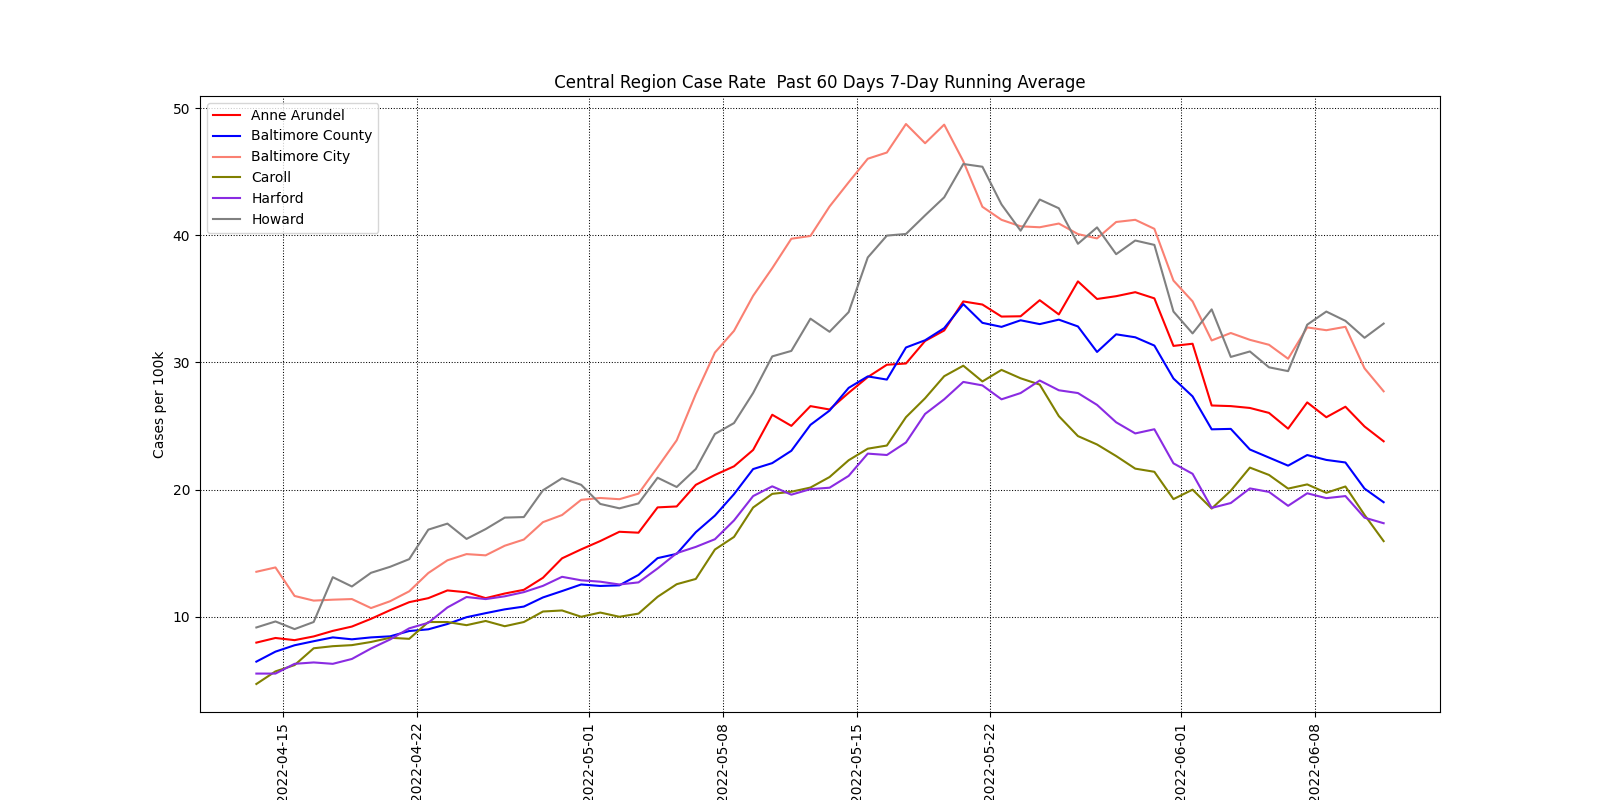 Central Region Case Rate  Past 60 Days 7-Day Running Average
Cases per 100k
50
40
30
20
10
Anne Arundel
Baltimore County
Baltimore City
Caroll
Harford
Howard
2022-04-15
2022-04-22
2022-05-01
2022-05-08
2022-05-15
2022-05-22
2022-06-01
2022-06-08